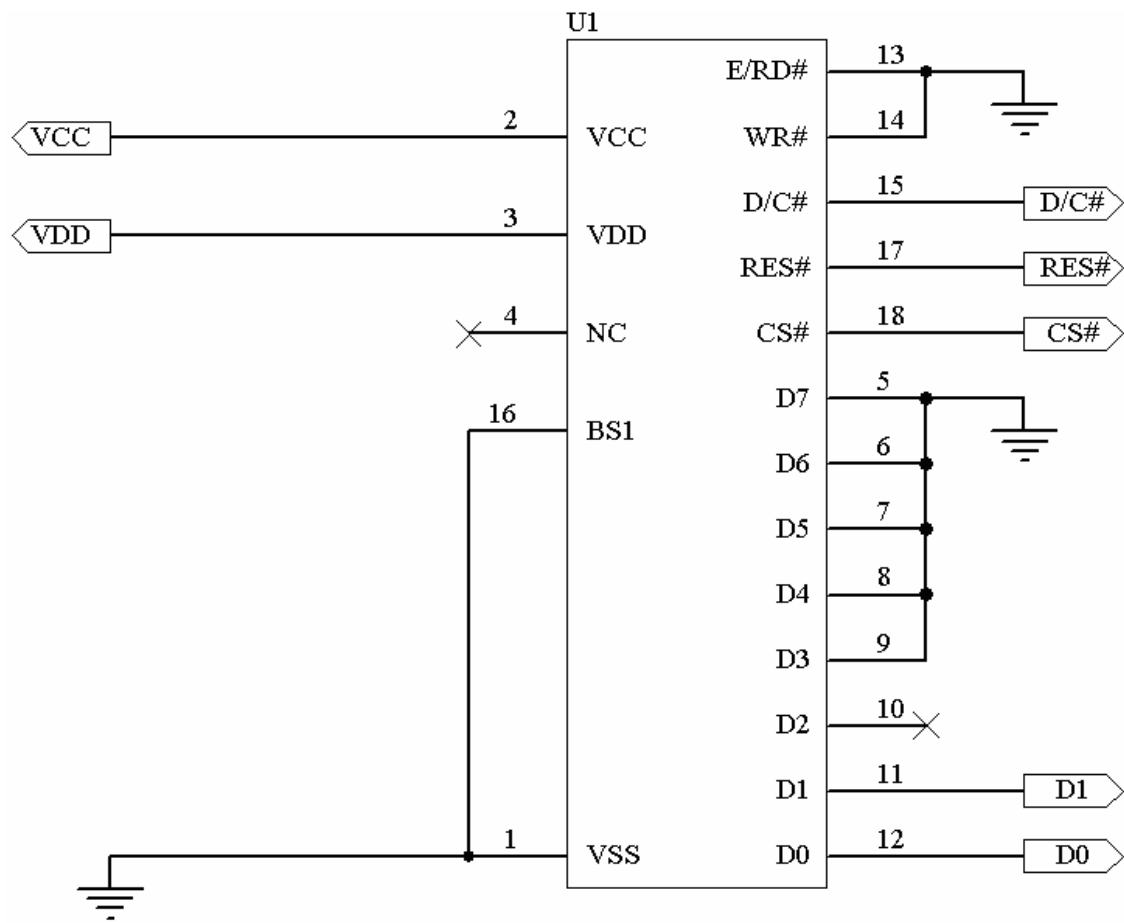 U1
13
E/RD#
VCC
2
VCC
14
WR#
15
D/C#
D/C#
VDD
3
VDD
17
RES#
RES#
4
NC
18
CS#
CS#
5
D7
16
BS1
6
D6
7
D5
8
D4
9
D3
10
D2
11
D1
D1
1
VSS
12
D0
D0